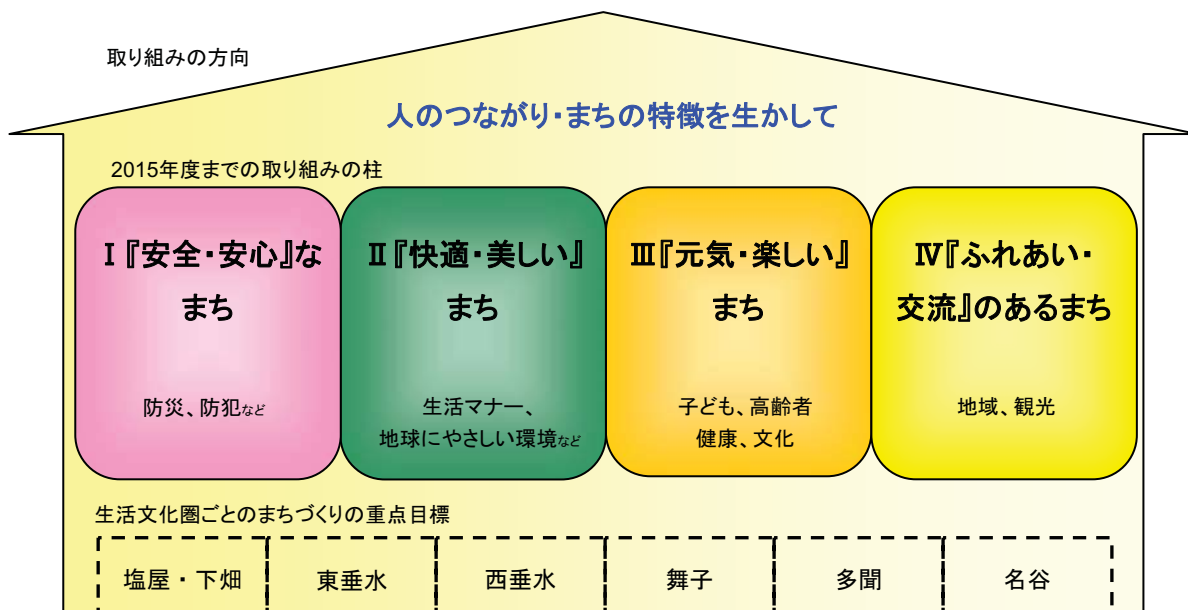 取り組みの方向
人のつながり・まちの特徴を生かして
2015年度までの取り組みの柱
Ⅰ『安全・安心』な
まち
防災、防犯など
Ⅱ『快適・美しい』
まち
生活マナー、
地球にやさしい環境など
Ⅲ『元気・楽しい』
まち
子ども、高齢者
健康、文化
Ⅳ『ふれあい・
交流』のあるまち
地域、観光
生活文化圏ごとのまちづくりの重点目標
塩屋・下畑
東垂水
西垂水
舞子
多聞
名谷